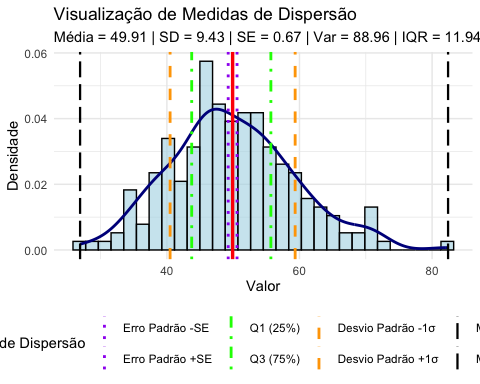 Visualização de Medidas de Dispersão
Média = 49.91 | SD = 9.43 | SE = 0.67 | Var = 88.96 | IQR = 11.94
0.06
0.04
0.02
0.00
Densidade
40
60
80
Valor
de Dispersão
Erro Padrão -SE
Q1 (25%)
Desvio Padrão -1σ
Erro Padrão +SE
Q3 (75%)
Desvio Padrão +1σ